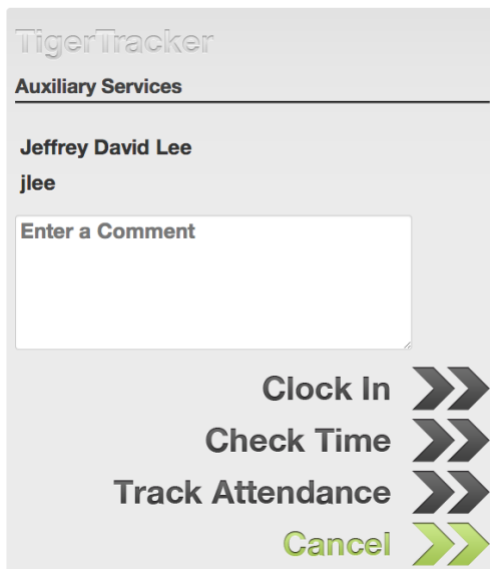 TigerTracker
Auxiliary Services
Jeffrey David Lee
jlee
Enter a Comment
Clock In
Check Time
Track Attendance
Cancel